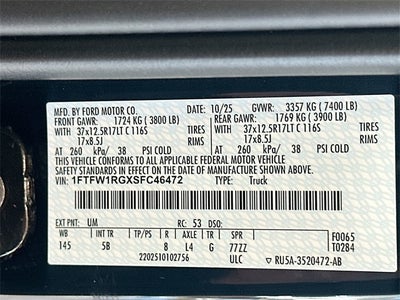 MFD. BY FORD MOTOR CO. 10/25 GVWR: 3357 KG ( 7400 LB)
FRONT GAWR: 1724 KG ( 3800 LB) REAR GAWR: 1769 KG ( 3900 LB)
WITH 37x12.5R17LT C 116S TIRES WITH 37x12.5R17LT C 116S TIRES
17x8.5J RIMS 17x8.5J RIMS
AT 260 kPa/ 38 PSI COLD AT 260 kPa/ 38 PSI COLD
THIS VEHICLE CONFORMS TO ALL APPLICABLE FEDERAL MOTOR VEHICLE
SAFETY STANDARDS IN EFFECT ON THE DATE OF MANUFACTURE SHOWN ABOVE.
VIN: 1FTFW1RGXSFC46472 TYPE: Truck
EXT PNT: UM RC: 53 DSO:
WB INT TR TP/PS R AXLE TR SPR F0065
145 5B 8 L4 G 77ZZ T0284
2202510102756 ULC RU5A-3520472-AB